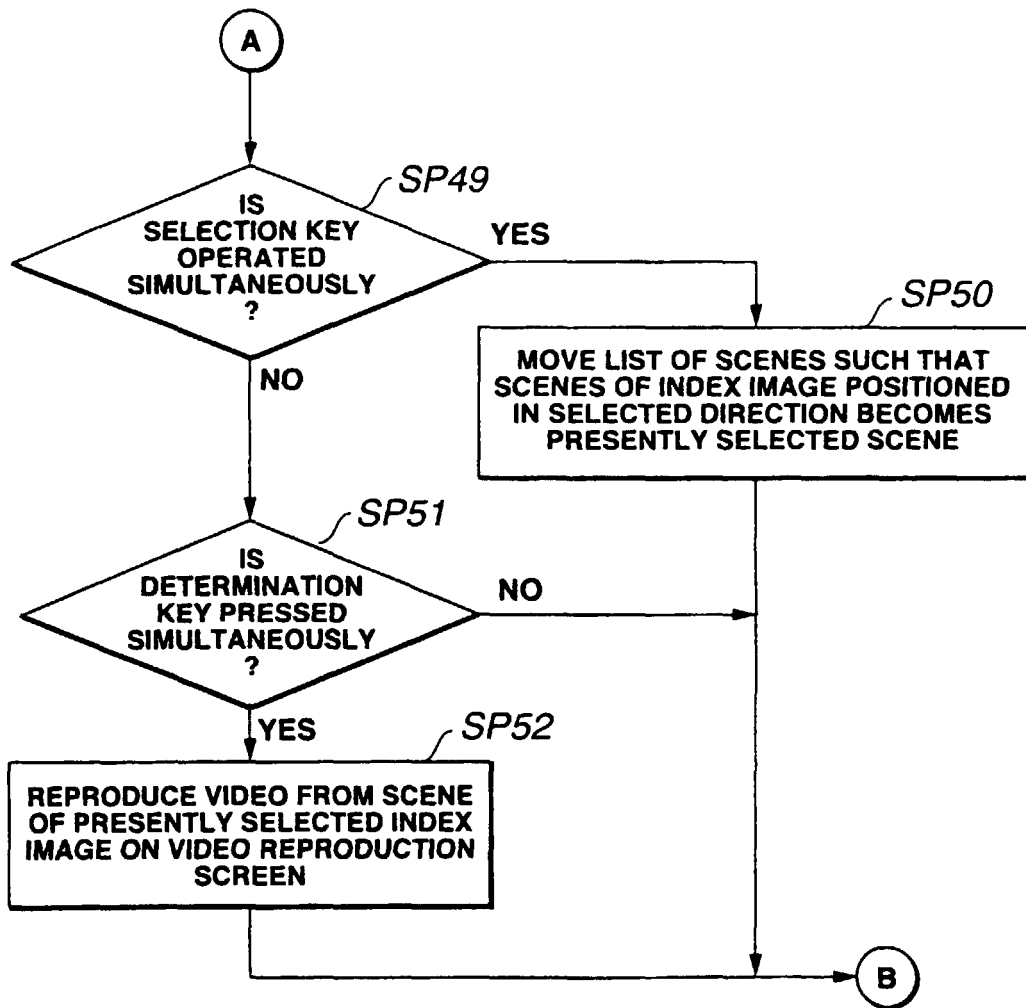 A
SP49
IS
SELECTION KEY
OPERATED
SIMULTANEOUSLY
?
YES
NO
SP50
MOVE LIST OF SCENES SUCH THAT
SCENES OF INDEX IMAGE POSITIONED
IN SELECTED DIRECTION BECOMES
PRESENTLY SELECTED SCENE
SP51
IS
DETERMINATION
KEY PRESSED
SIMULTANEOUSLY
?
NO
YES
SP52
REPRODUCE VIDEO FROM SCENE
OF PRESENTLY SELECTED INDEX
IMAGE ON VIDEO REPRODUCTION
SCREEN
B